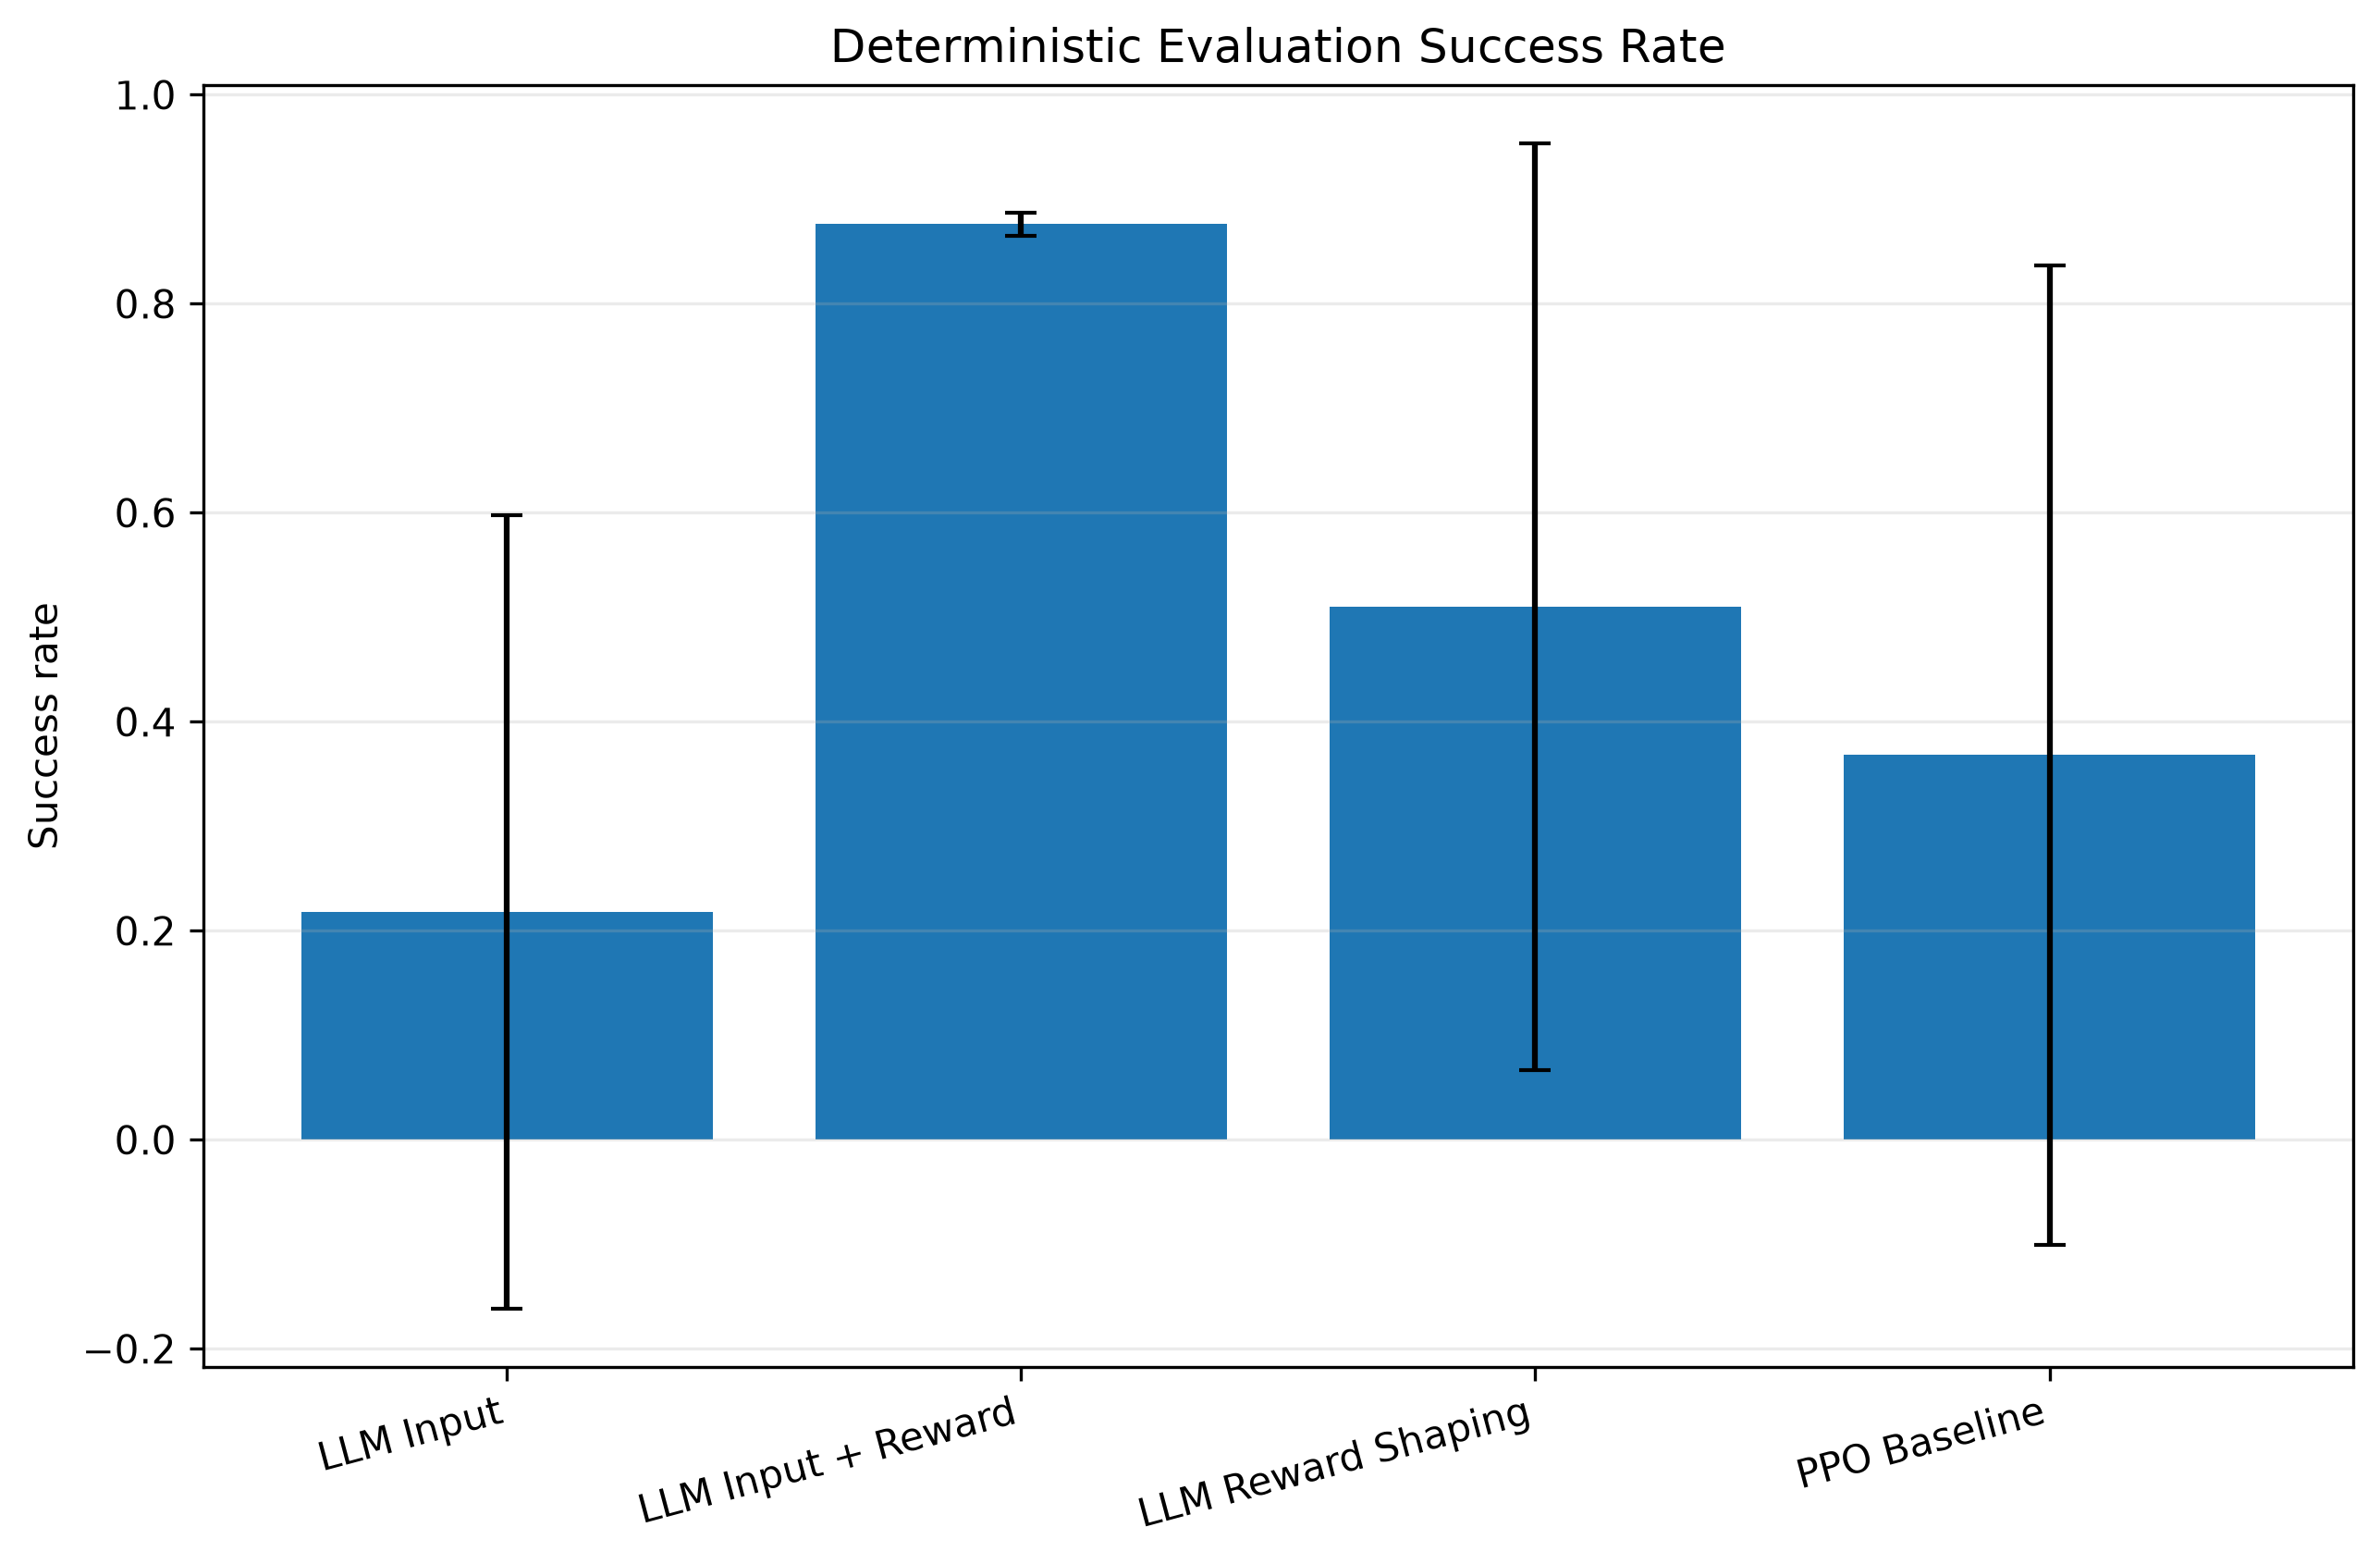 Deterministic Evaluation Success Rate
Success rate
1.0
0.8
0.6
0.4
0.2
0.0
−0.2
LLM Input
LLM Input + Reward
LLM Reward Shaping
PPO Baseline